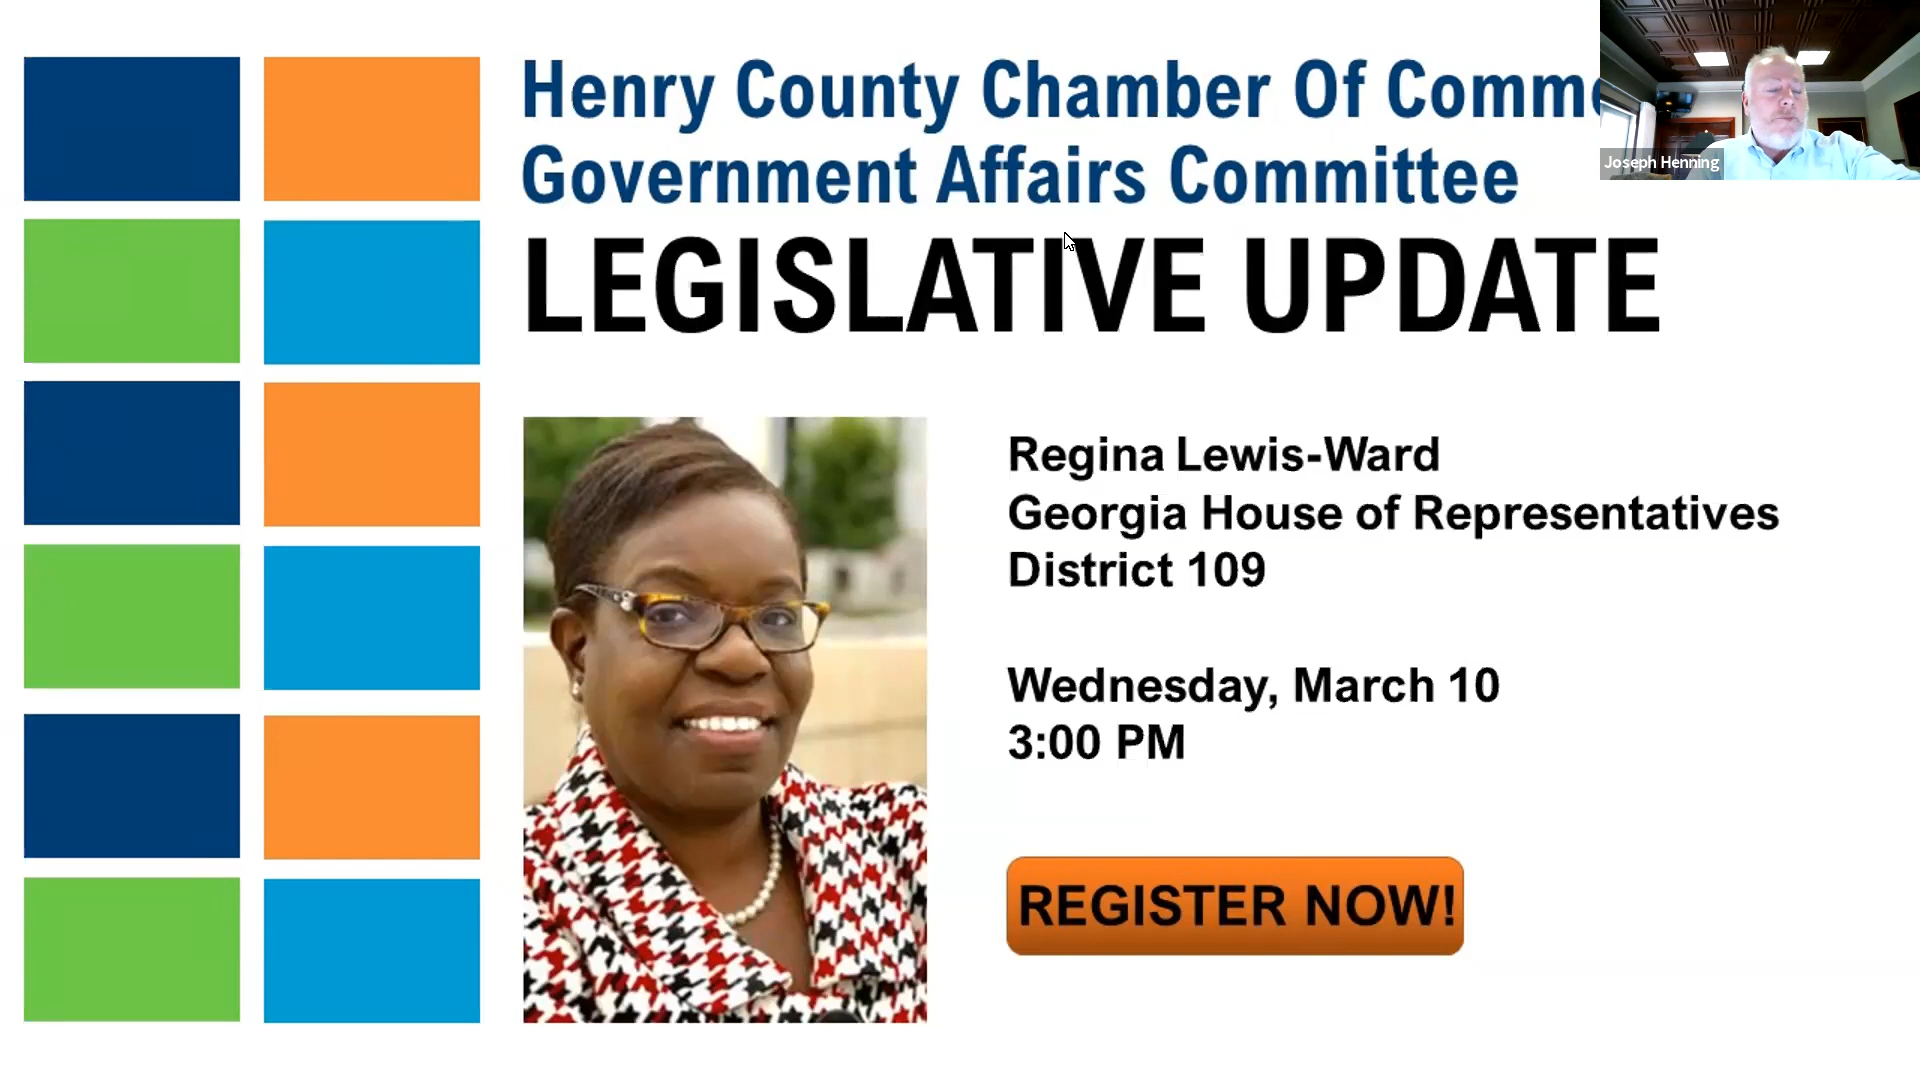 Henry County Chamber Of Comm
Government Affairs Committee
LEGISLATIVE UPDATE
Joseph Henning
Regina Lewis-Ward
Georgia House of Representatives
District 109
Wednesday, March 10
3:00 PM
REGISTER NOW!